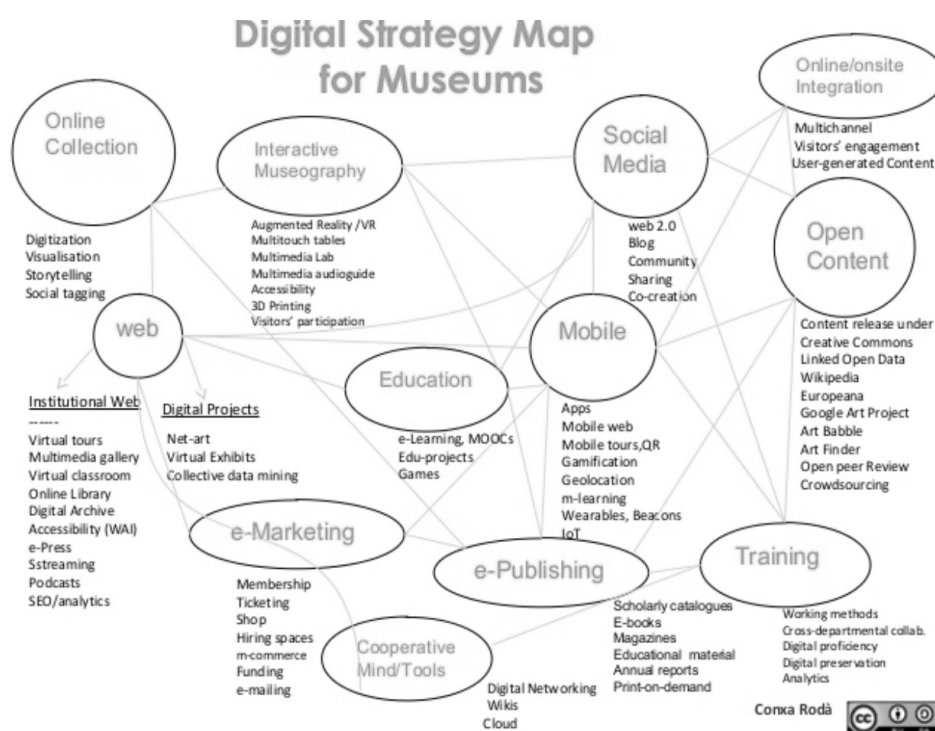 Digital Strategy Map
for Museums
Online
Collection
Digitization
Visualisation
Storytelling
Social tagging
Interactive
Museography
Augmented Reality /VR
Multitouch tables
Multimedia Lab
Multimedia audioguide
Accessibility
3D Printing
Visitors' participation
Social
Media
web 2.0
Blog
Community
Sharing
Co-creation
Online/onsite
Integration
Multichannel
Visitors' engagement
User-generated Content
Open
Content
Content release under
Creative Commons
Linked Open Data
Wikipedia
Europeana
Google Art Project
Art Babble
Art Finder
Open peer Review
Crowdsourcing
web
Institutional Web
------
Virtual tours
Multimedia gallery
Virtual classroom
Online Library
Digital Archive
Accessibility (WAI)
e-Press
Sstreaming
Podcasts
SEO/analytics
Digital Projects
Net-art
Virtual Exhibits
Collective data mining
Education
e-Learning, MOOCs
Edu-projects
Games
Mobile
Apps
Mobile web
Mobile tours,QR
Gamification
Geolocation
m-learning
Wearables, Beacons
IoT
e-Marketing
Membership
Ticketing
Shop
Hiring spaces
m-commerce
Funding
e-mailing
e-Publishing
Scholarly catalogues
E-books
Magazines
Educational material
Annual reports
Print-on-demand
Training
Working methods
Cross-departmental collab.
Digital proficiency
Digital preservation
Analytics
Cooperative
Mind/Tools
Digital Networking
Wikis
Cloud
Conxa Rodà
cc